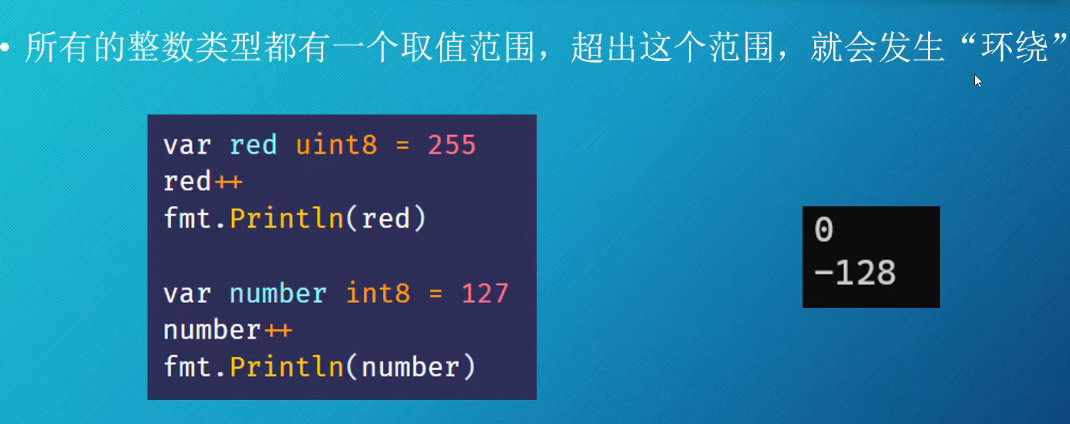 • 所有的整数类型都有一个取值范围，超出这个范围，就会发生“环绕”
var red uint8 = 255
red++
fmt.Println(red)
var number int8 = 127
number++
fmt.Println(number)
0
-128